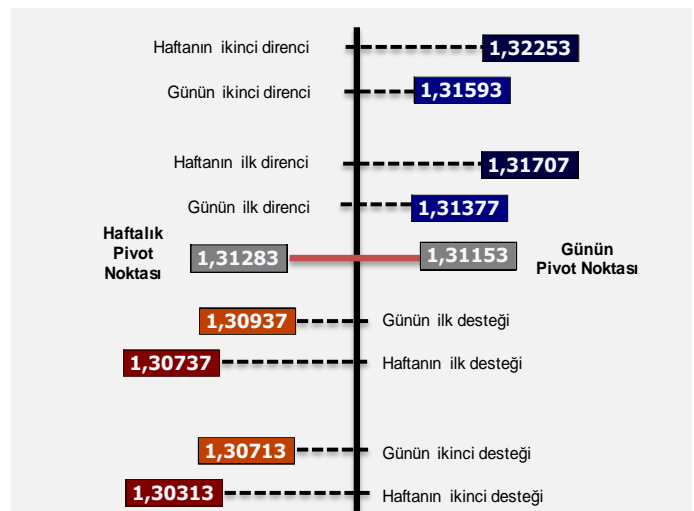 Haftanın ikinci direnci
1,32253
Günün ikinci direnci
1,31593
Haftanın ilk direnci
1,31707
Günün ilk direnci
1,31377
Haftalık
Pivot
Noktası
1,31283
1,31153
Günün
Pivot Noktası
1,30937
Günün ilk desteği
1,30737
Haftanın ilk desteği
1,30713
Günün ikinci desteği
1,30313
Haftanın ikinci desteği